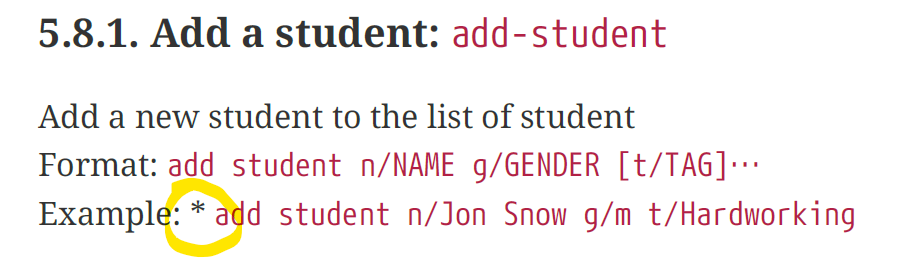 5.8.1. Add a student: add-student
Add a new student to the list of student
Format: add student n/NAME g/GENDER [t/TAG]…
Example: * add student n/Jon Snow g/m t/Hardworking